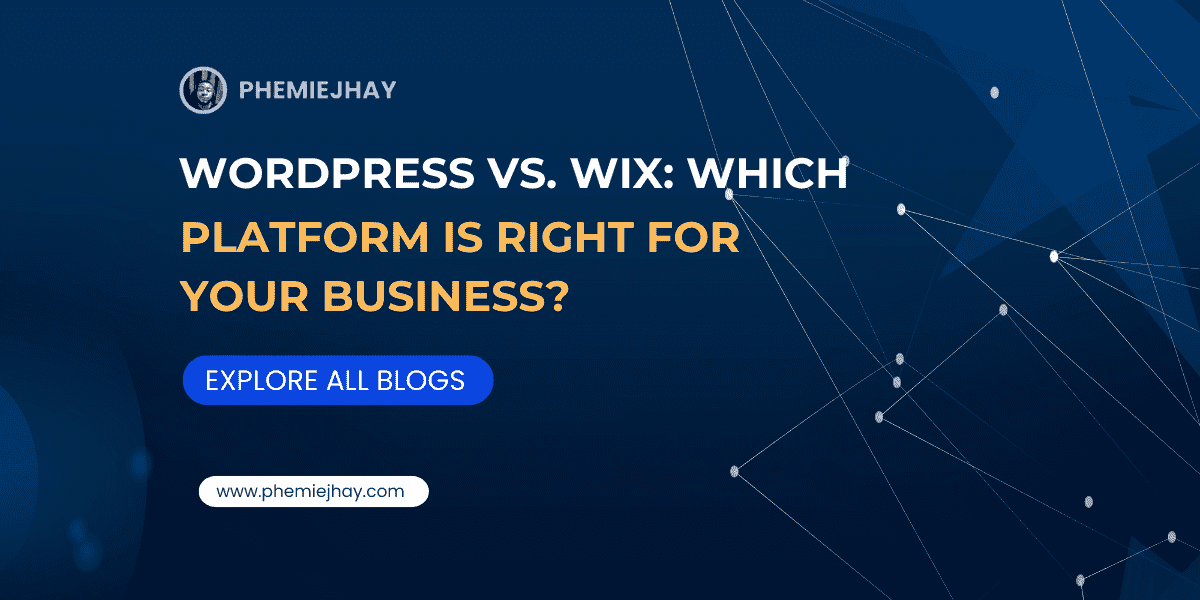 PHEMIEJHAY
WORDPRESS VS. WIX: WHICH
PLATFORM IS RIGHT FOR
YOUR BUSINESS?
EXPLORE ALL BLOGS
www.phemiejhay.com